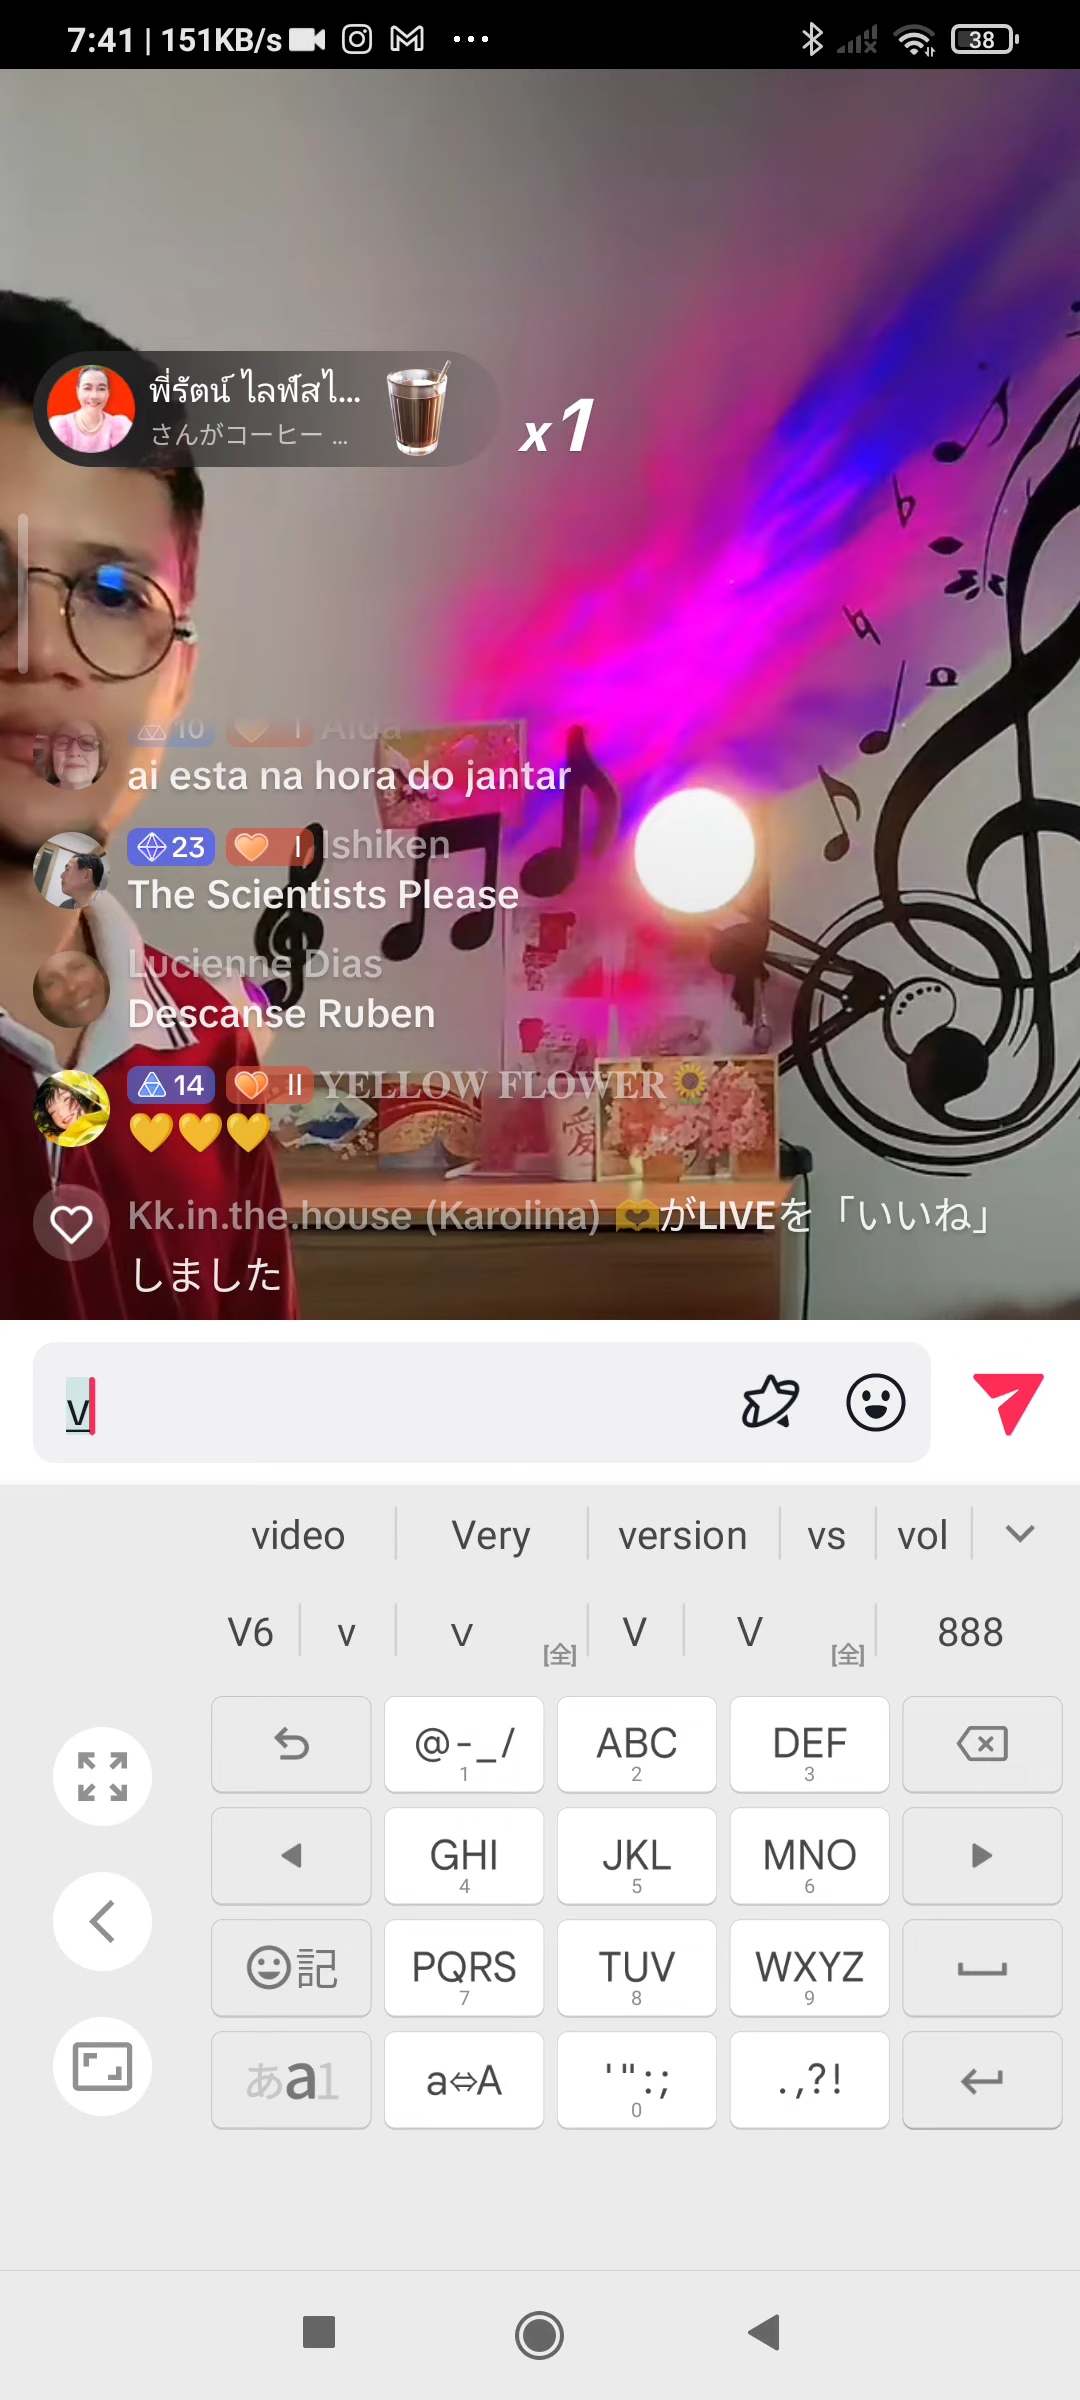 7:41 | 151KB/s
38
พี่รัตน์ ไลฟ์สไ...
さんがコーヒー ...
x1
10 I Aida
ai esta na hora do jantar
23 I Ishiken
The Scientists Please
Lucienne Dias
Descanse Ruben
14 II YELLOW FLOWER🌻
💛💛💛
Kk.in.the.house (Karolina) 🫶がLIVEを「いいね」
しました
愛
v
video Very version vs vol
V6 v ｖ [全] V Ｖ [全] 888
@-_/ ABC DEF
1 2 3
GHI JKL MNO
4 5 6
記 PQRS TUV WXYZ
7 8 9
あa1 a⇔A '":; .,?!
0